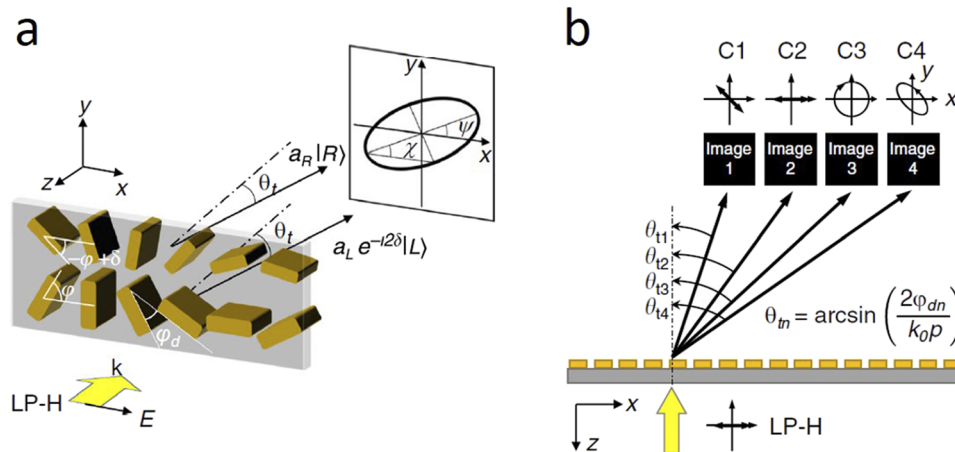 a
y
z
x
−φ+δ
φ
φ_d
θ_t
a_R |R⟩
θ_t
a_L e^{−i2δ}|L⟩
y
x
ψ
χ
k
LP-H
E
b
C1 C2 C3 C4
y
x
Image 1
Image 2
Image 3
Image 4
θ_t1
θ_t2
θ_t3
θ_t4
θ_tn = arcsin (2φ_dn / k_0p)
x
z
LP-H